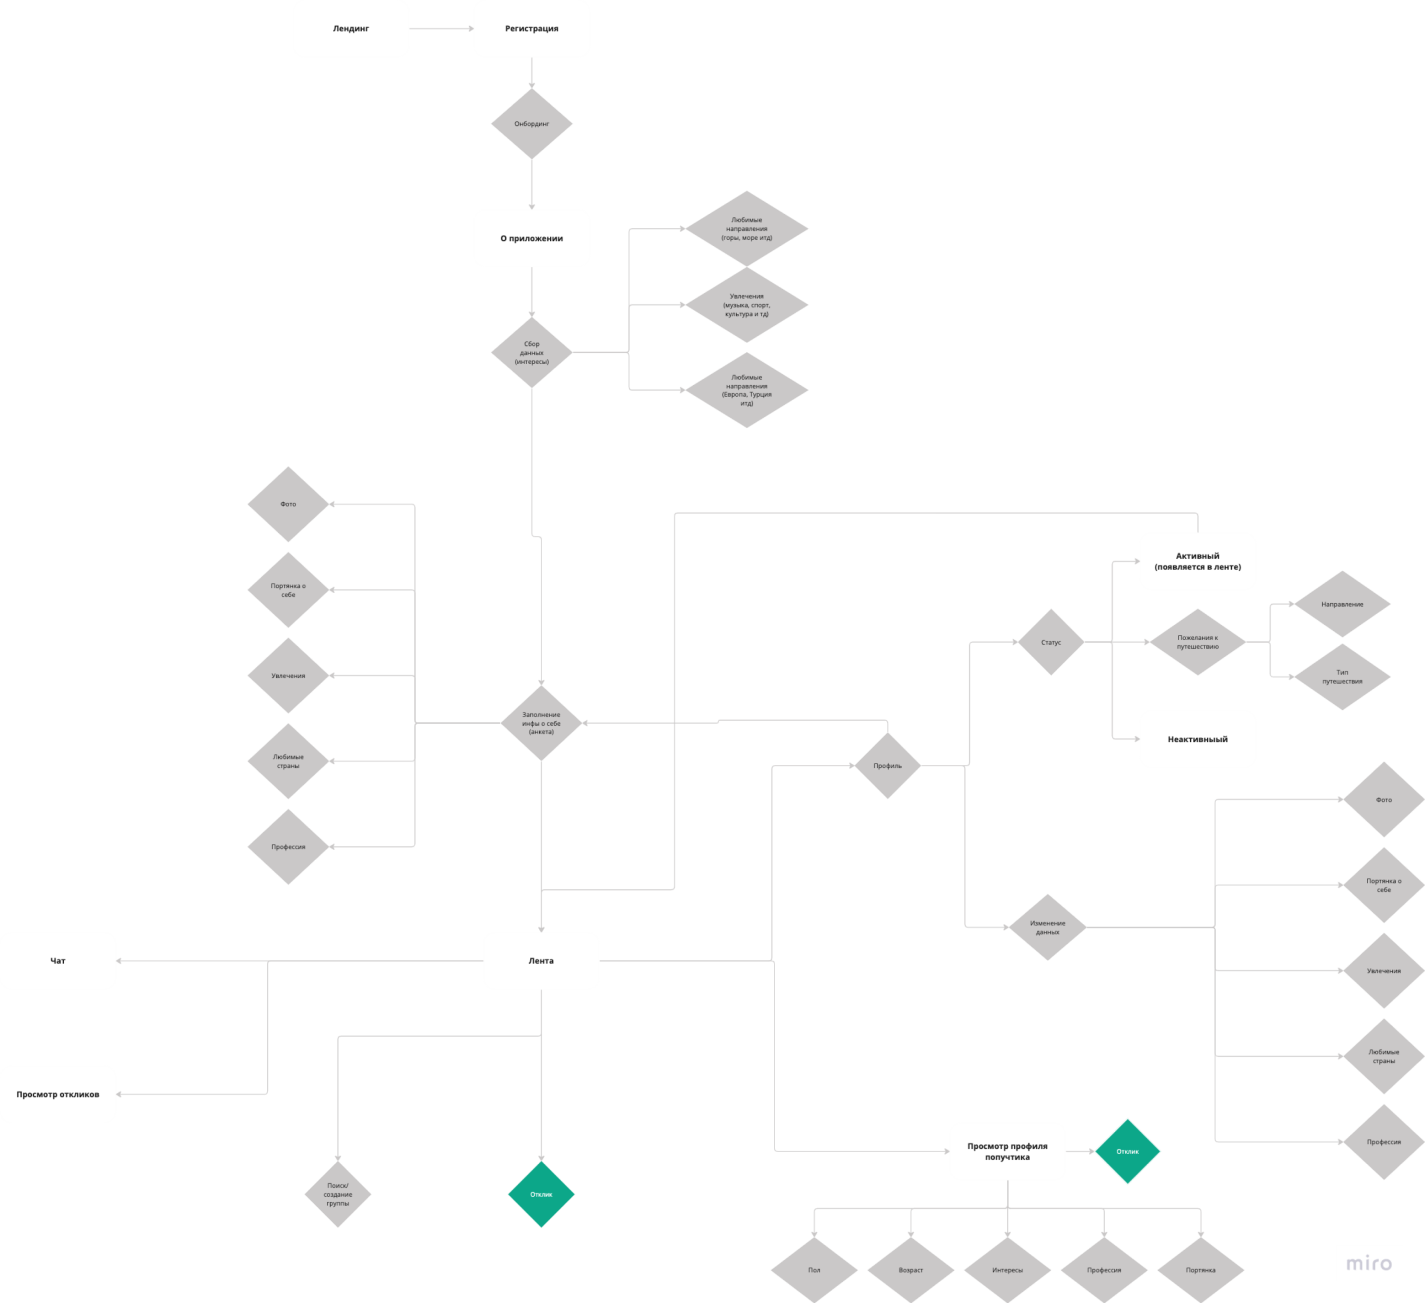 Лендинг
Регистрация
Онбординг
О приложении
Любимые
направления
(горы, море итд)
Увлечения
(музыка, спорт,
культура и тд)
Сбор
данных
(интересы)
Любимые
направления
(Европа, Турция
итд)
Фото
Портянка о
себе
Увлечения
Любимые
страны
Профессия
Заполнение
инфы о себе
(анкета)
Профиль
Статус
Активный
(появляется в ленте)
Пожелания к
путешествию
Направление
Тип
путешествия
Неактивныый
Изменение
данных
Фото
Портянка о
себе
Увлечения
Любимые
страны
Профессия
Чат
Лента
Просмотр откликов
Поиск/
создание
группы
Отклик
Просмотр профиля
попучтика
Отклик
Пол
Возраст
Интересы
Профессия
Портянка
miro